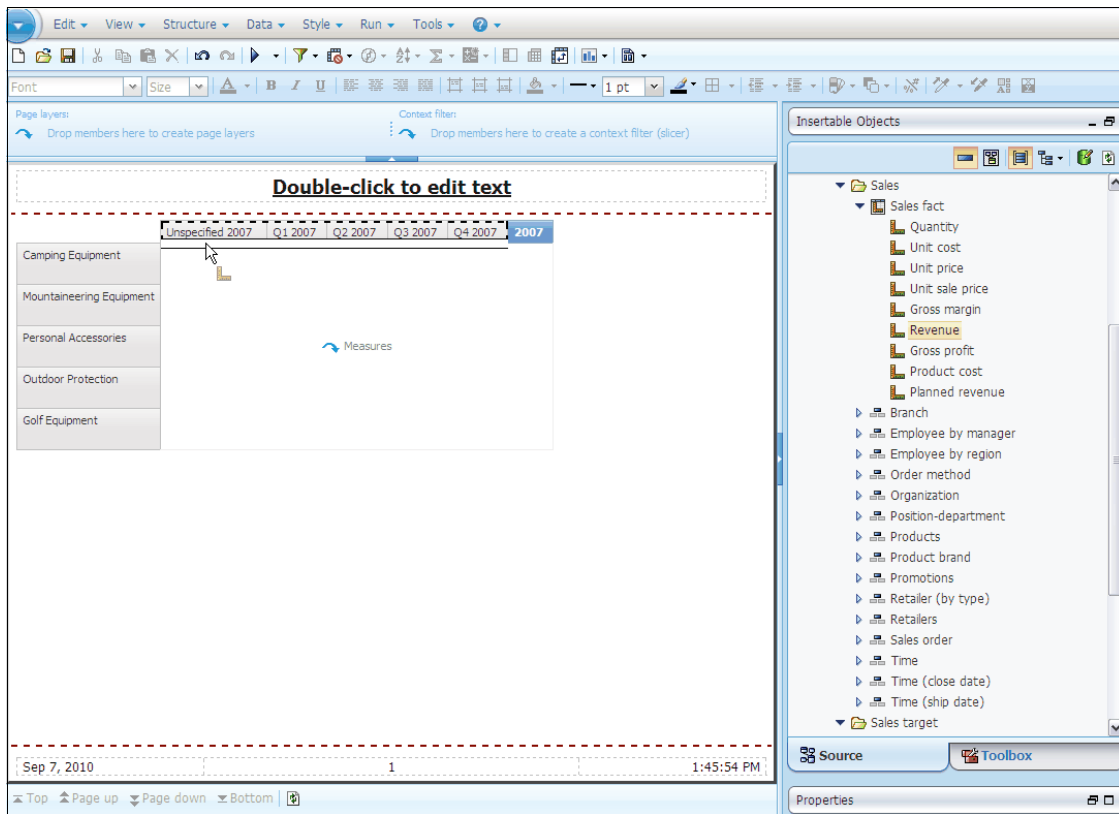 Edit View Structure Data Style Run Tools ?
Font Size A B I U 1 pt
Page layers:
Drop members here to create page layers
Context filter:
Drop members here to create a context filter (slicer)
Double-click to edit text
Unspecified 2007 Q1 2007 Q2 2007 Q3 2007 Q4 2007 2007
Camping Equipment
Mountaineering Equipment
Personal Accessories
Outdoor Protection
Golf Equipment
Measures
Sep 7, 2010 1 1:45:54 PM
Top Page up Page down Bottom
Insertable Objects
Sales
Sales fact
Quantity
Unit cost
Unit price
Unit sale price
Gross margin
Revenue
Gross profit
Product cost
Planned revenue
Branch
Employee by manager
Employee by region
Order method
Organization
Position-department
Products
Product brand
Promotions
Retailer (by type)
Retailers
Sales order
Time
Time (close date)
Time (ship date)
Sales target
Source Toolbox
Properties